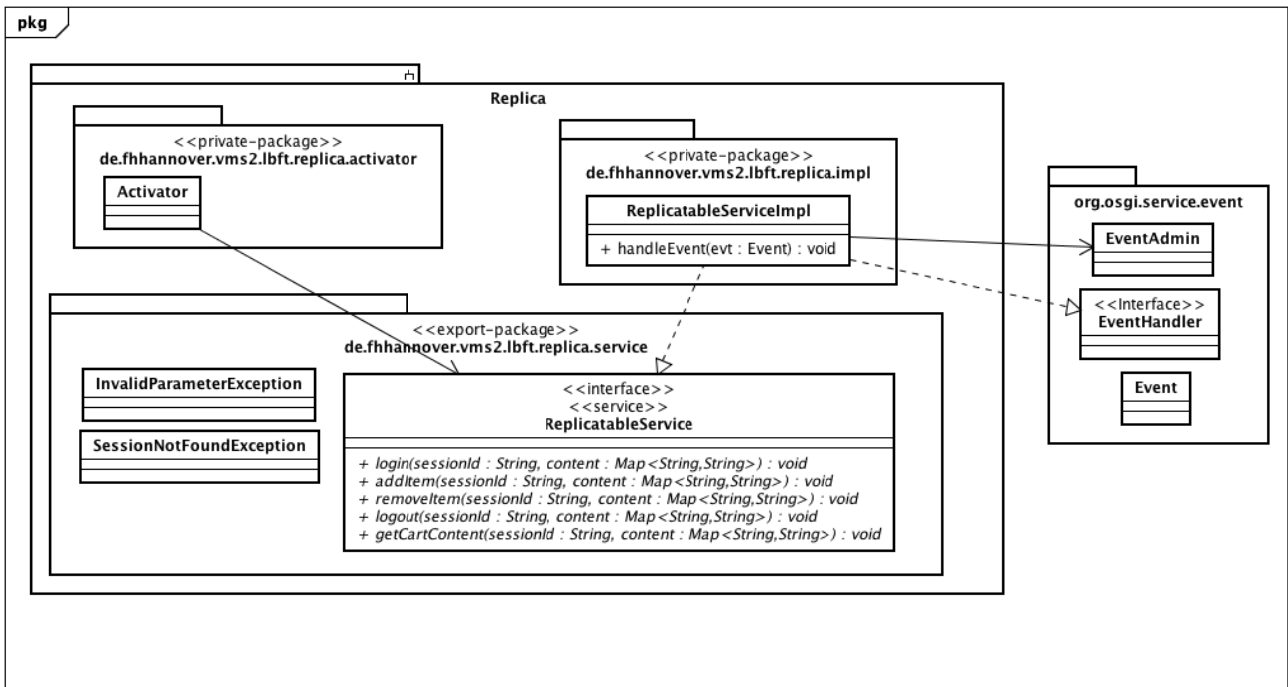 pkg
Replica
<<private-package>>
de.fhhannover.vms2.lbft.replica.activator
Activator
<<private-package>>
de.fhhannover.vms2.lbft.replica.impl
ReplicatableServiceImpl
+ handleEvent(evt : Event) : void
org.osgi.service.event
EventAdmin
<<Interface>>
EventHandler
Event
<<export-package>>
de.fhhannover.vms2.lbft.replica.service
InvalidParameterException
SessionNotFoundException
<<interface>>
<<service>>
ReplicatableService
+ login(sessionId : String, content : Map<String,String>) : void
+ addItem(sessionId : String, content : Map<String,String>) : void
+ removeItem(sessionId : String, content : Map<String,String>) : void
+ logout(sessionId : String, content : Map<String,String>) : void
+ getCartContent(sessionId : String, content : Map<String,String>) : void